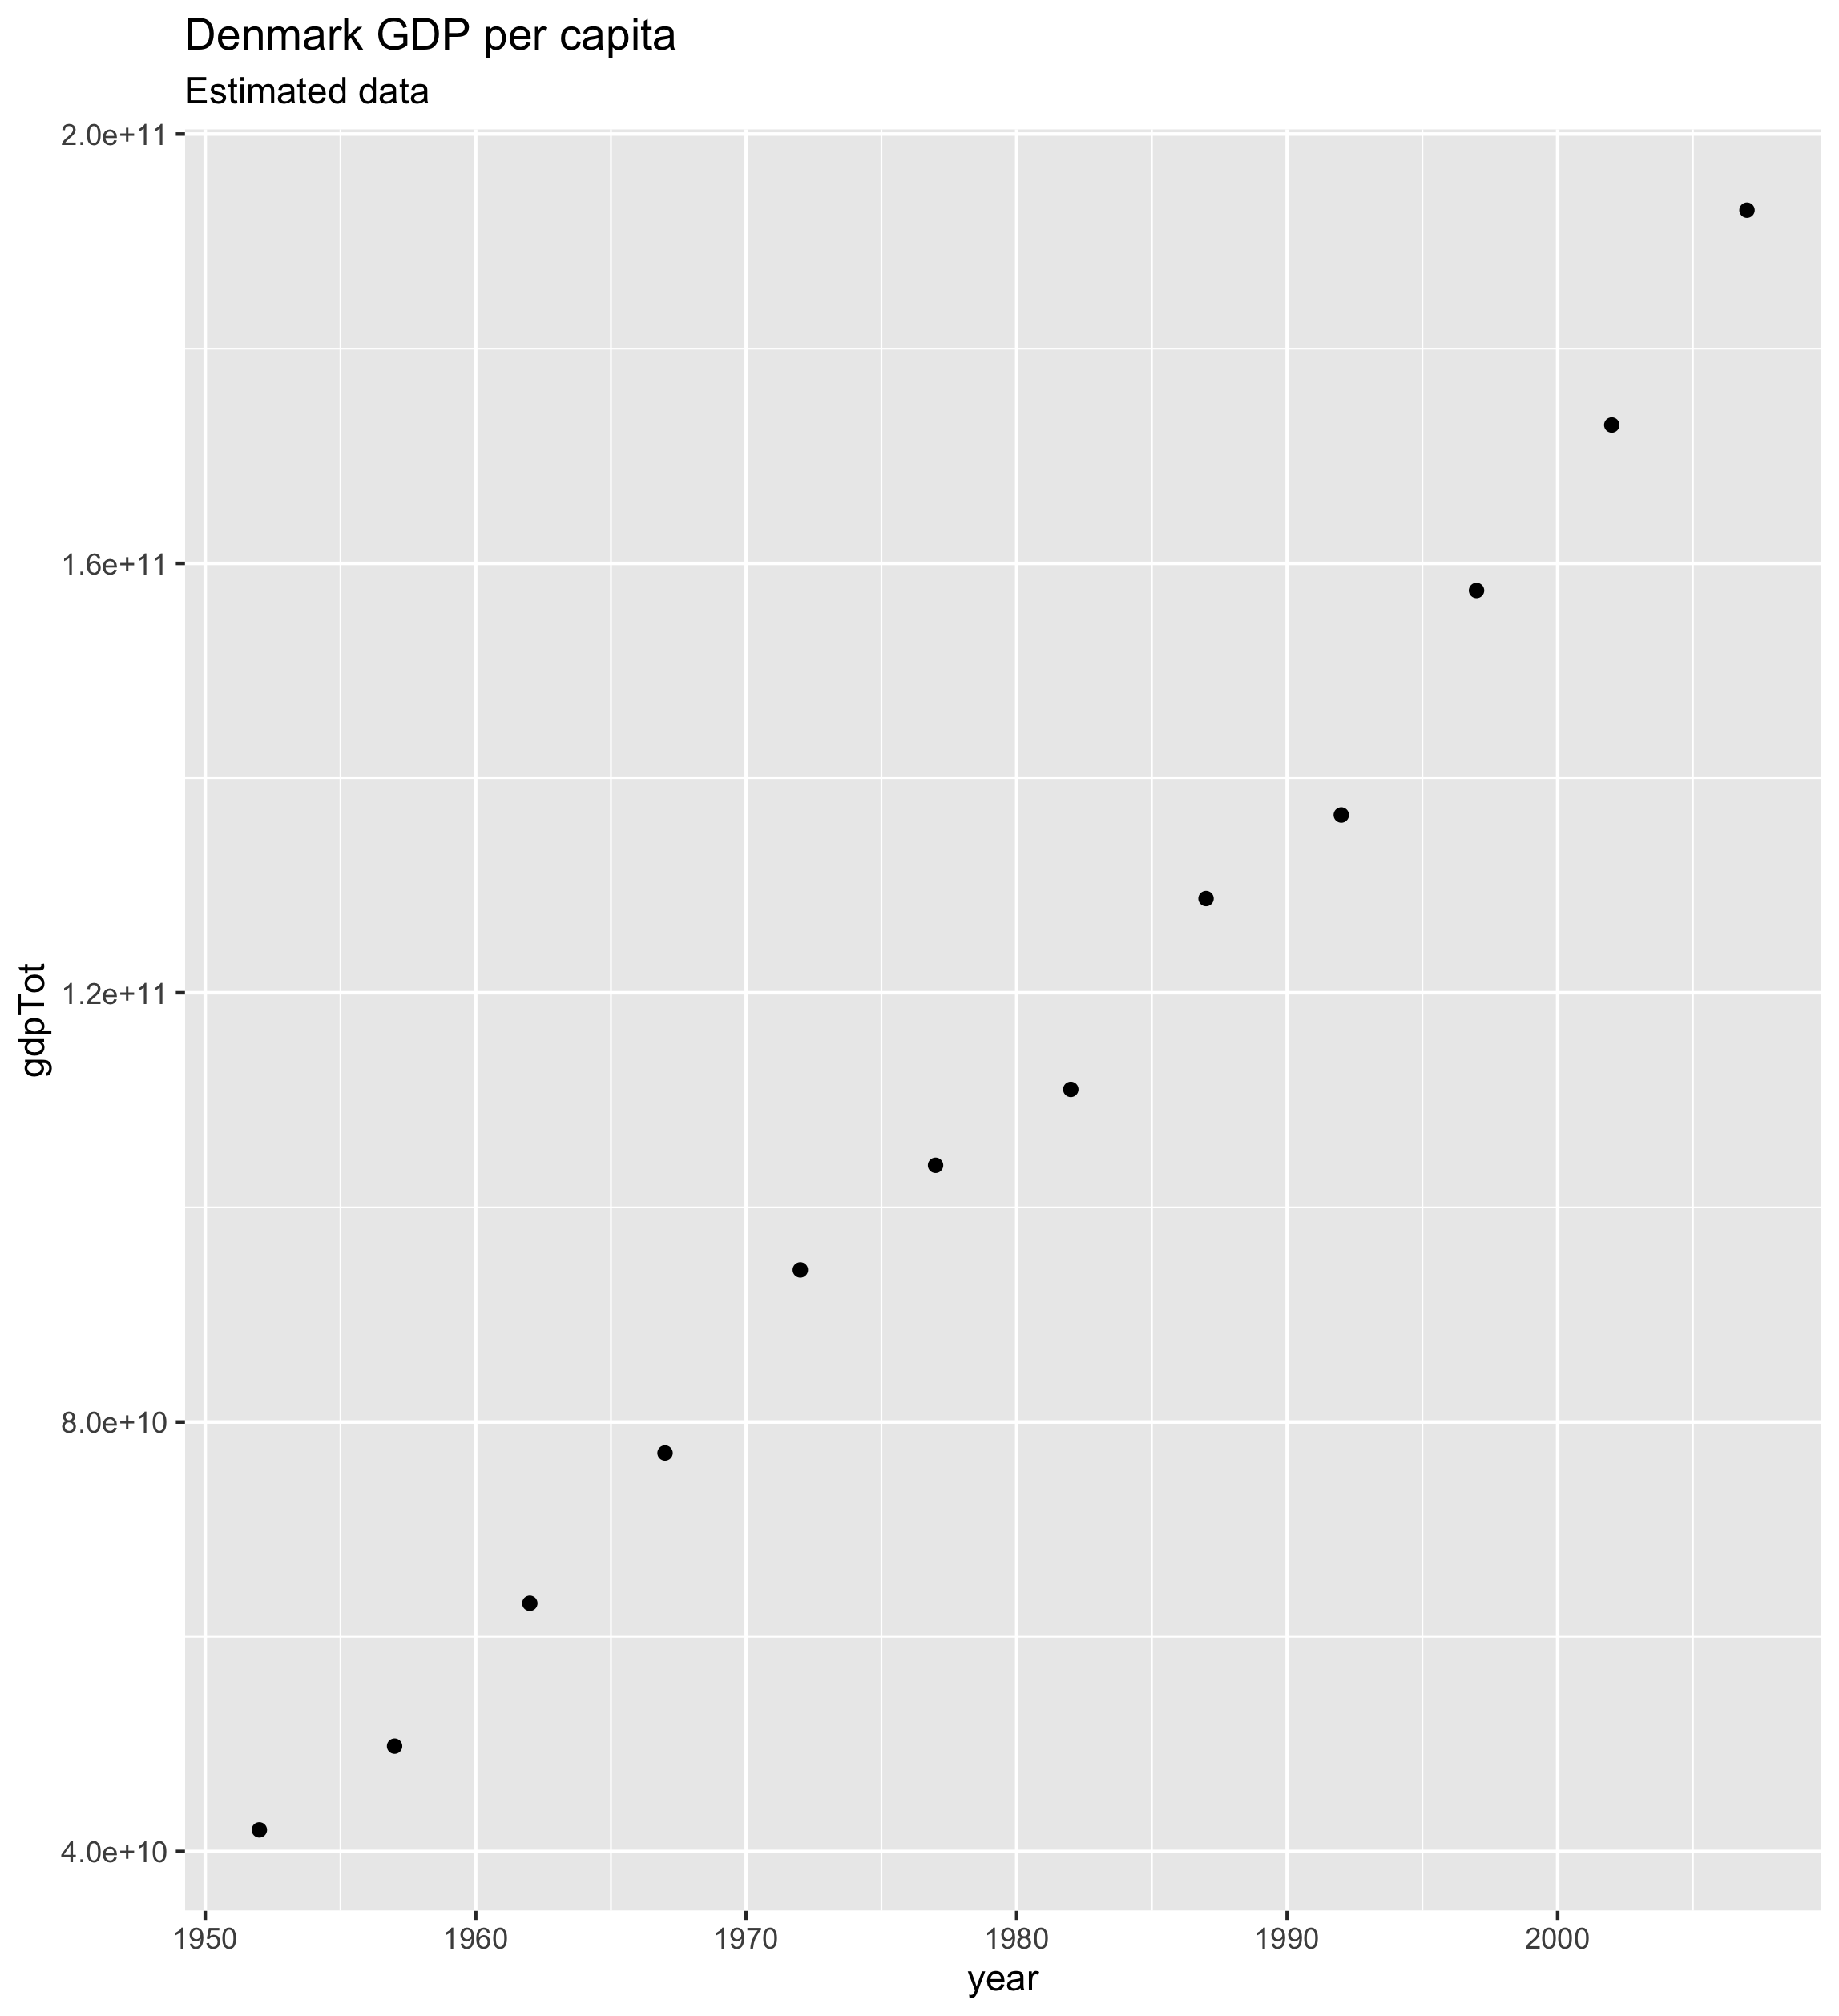 Denmark GDP per capita
Estimated data
2.0e+11
1.6e+11
1.2e+11
8.0e+10
4.0e+10
gdpTot
1950 1960 1970 1980 1990 2000
year